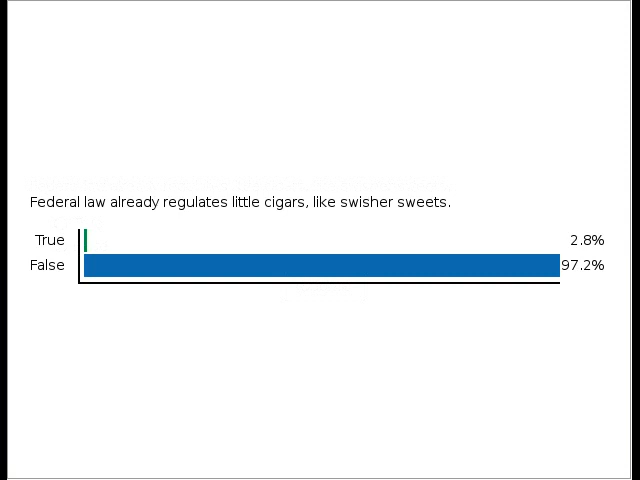 Federal law already regulates little cigars, like swisher sweets.
True 2.8%
False 97.2%